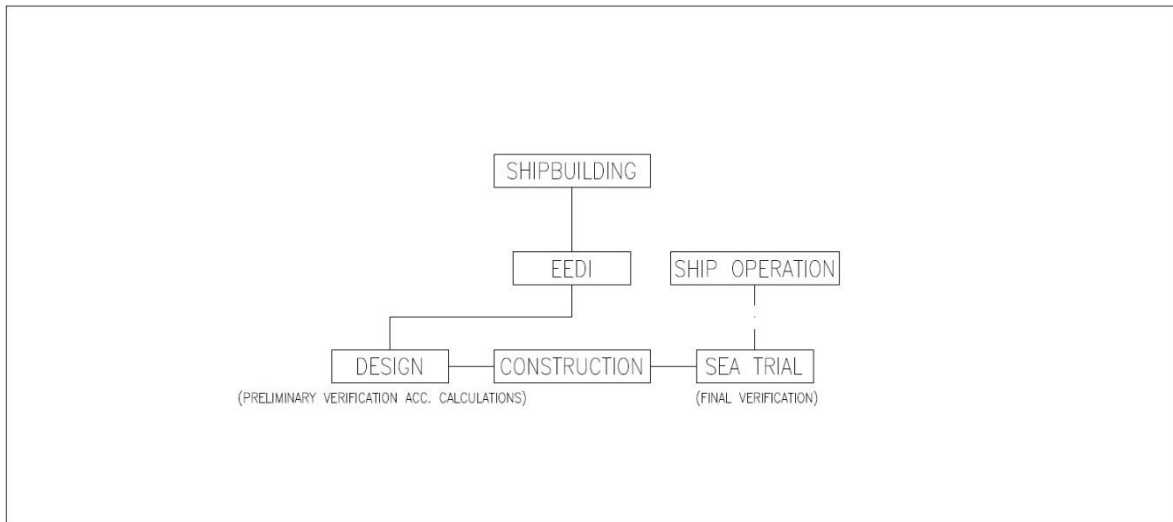 SHIPBUILDING
EEDI
SHIP OPERATION
DESIGN
CONSTRUCTION
SEA TRIAL
(PRELIMINARY VERIFICATION ACC. CALCULATIONS)
(FINAL VERIFICATION)